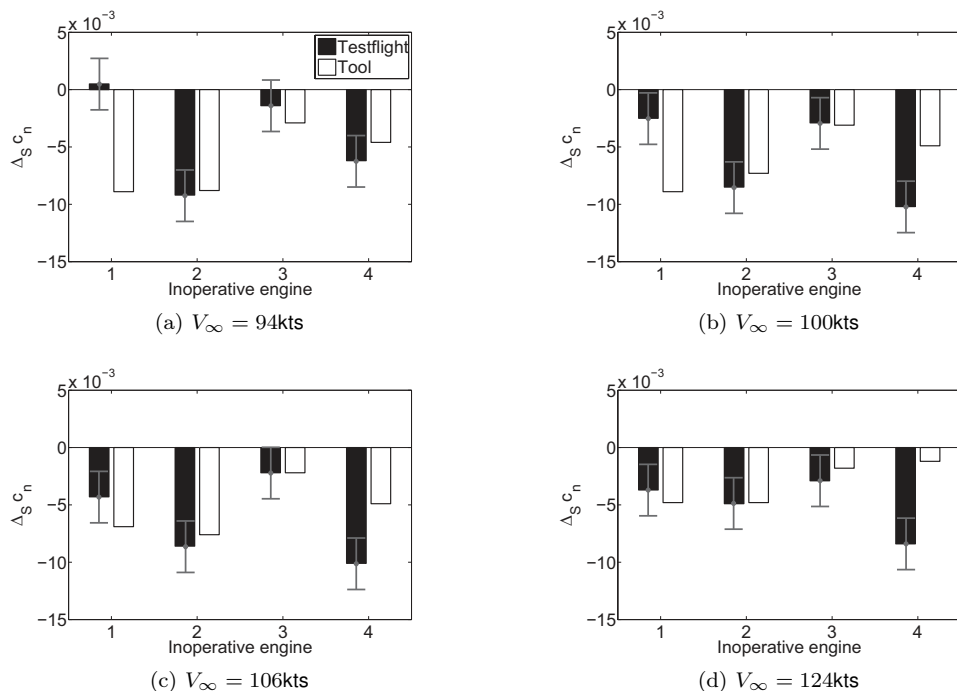 x 10⁻³
5
0
−5
−10
−15
Δ_S c_n
Testflight
Tool
1 2 3 4
Inoperative engine
(a) V_∞ = 94kts
x 10⁻³
5
0
−5
−10
−15
Δ_S c_n
1 2 3 4
Inoperative engine
(b) V_∞ = 100kts
x 10⁻³
5
0
−5
−10
−15
Δ_S c_n
1 2 3 4
Inoperative engine
(c) V_∞ = 106kts
x 10⁻³
5
0
−5
−10
−15
Δ_S c_n
1 2 3 4
Inoperative engine
(d) V_∞ = 124kts